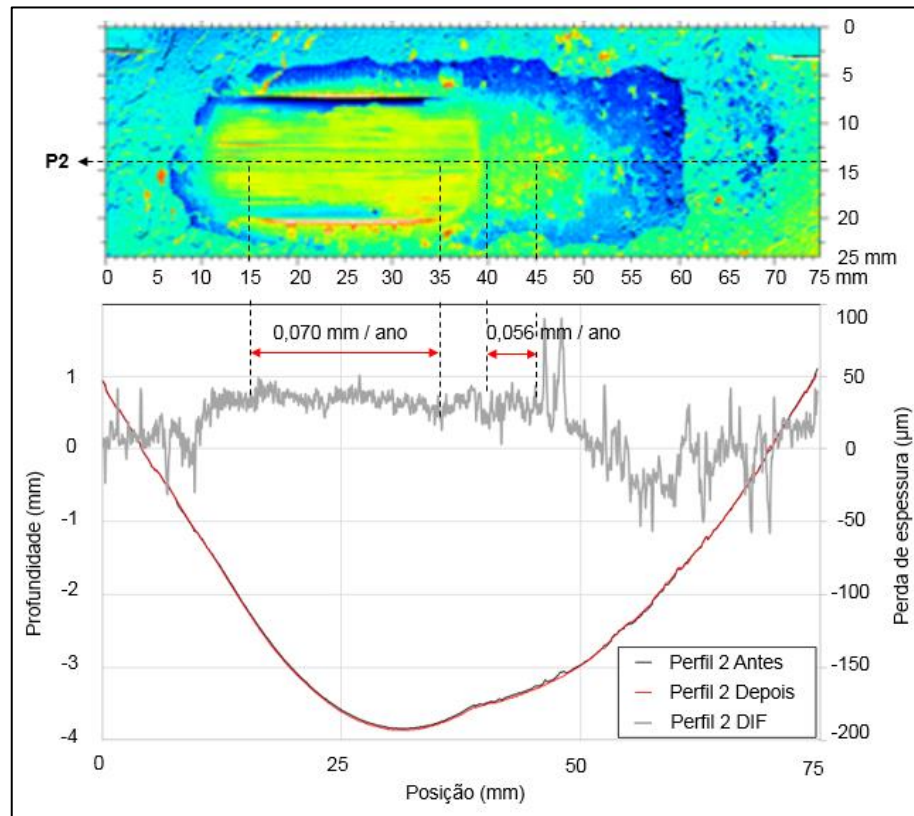 0
5
10
15
20
25 mm
P2
0 5 10 15 20 25 30 35 40 45 50 55 60 65 70 75
mm mm
0,070 mm / ano
0,056 mm / ano
1
0
-1
-2
-3
-4
Profundidade (mm)
100
50
0
-50
-100
-150
-200
Perda de espessura (µm)
Perfil 2 Antes
Perfil 2 Depois
Perfil 2 DIF
0 25 50 75
Posição (mm)